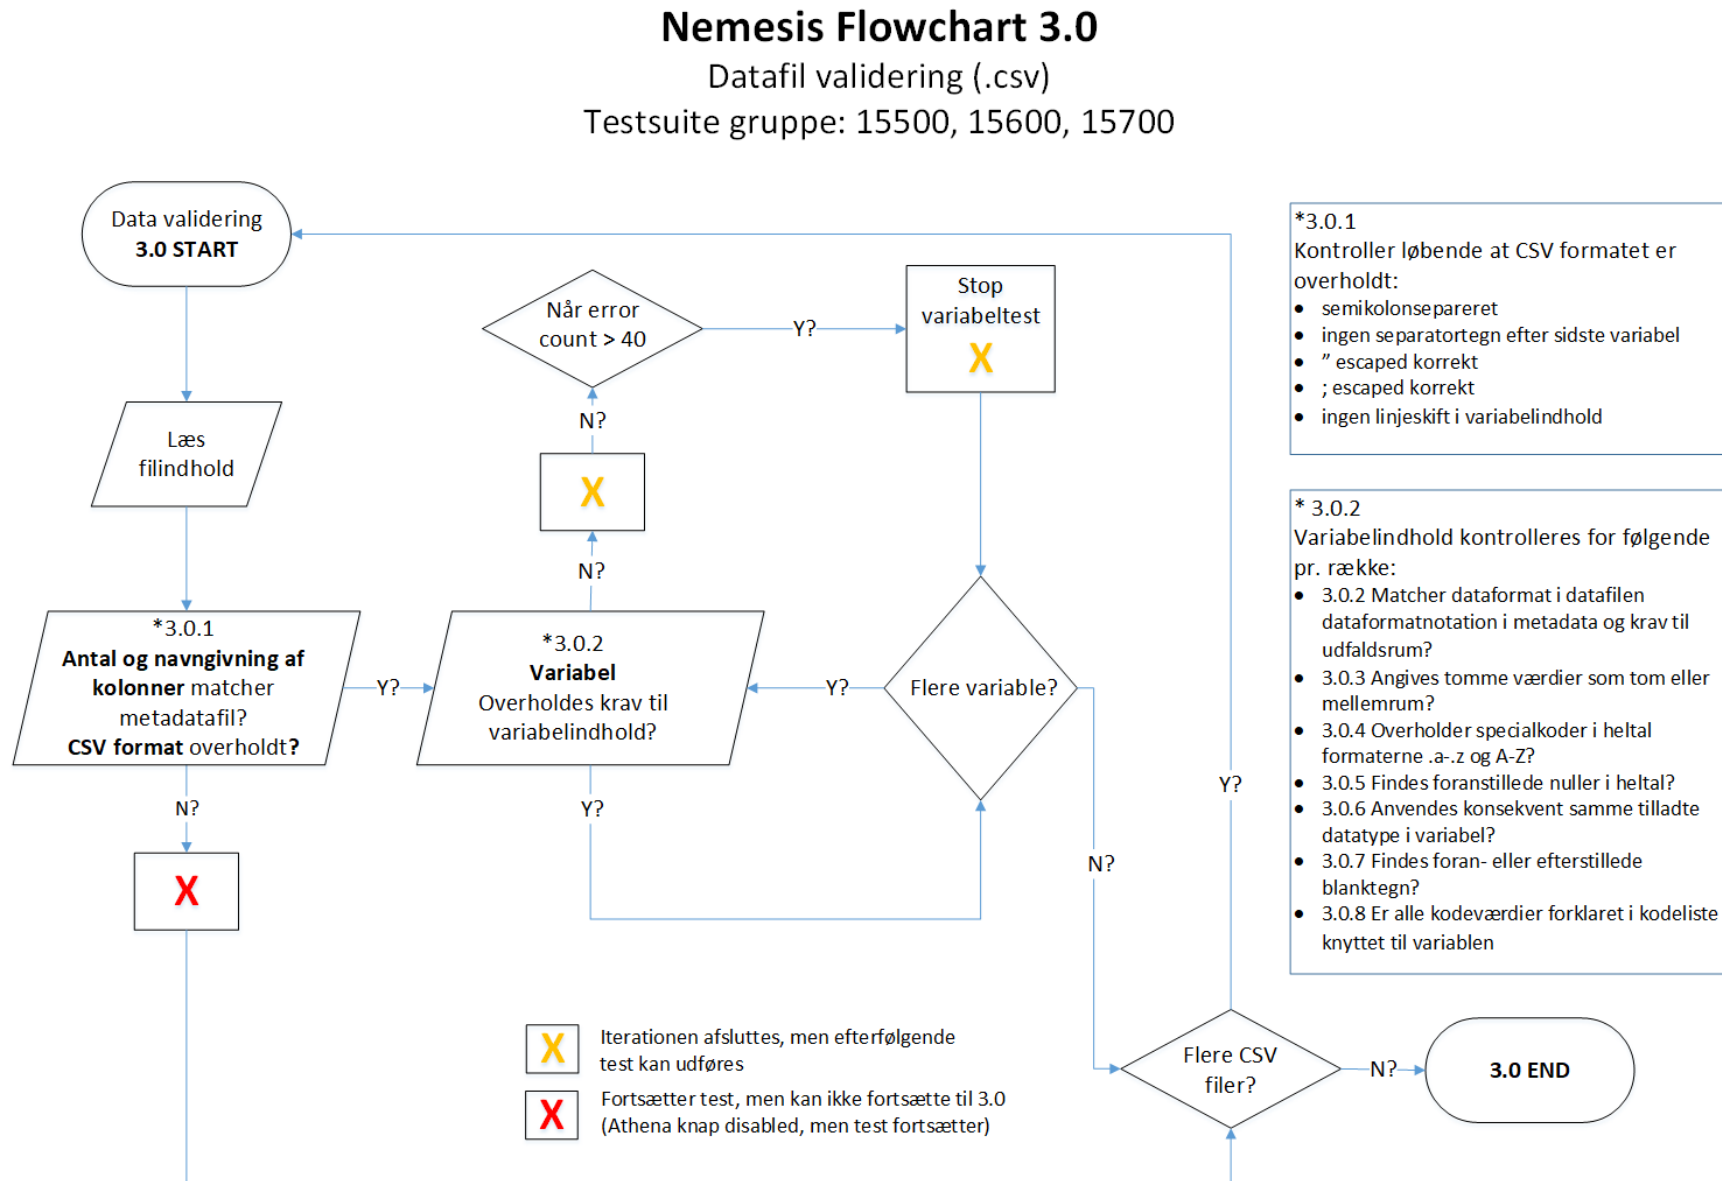 Nemesis Flowchart 3.0
Datafil validering (.csv)
Testsuite gruppe: 15500, 15600, 15700
Data validering
3.0 START
Læs
filindhold
*3.0.1
Antal og navngivning af
kolonner matcher
metadatafil?
CSV format overholdt?
Y?
N?
X
*3.0.2
Variabel
Overholdes krav til
variabelindhold?
N?
X
N?
Når error
count > 40
Y?
Stop
variabeltest
X
Y?
Flere variable?
Y?
N?
Y?
Flere CSV
filer?
N?
3.0 END
*3.0.1
Kontroller løbende at CSV formatet er
overholdt:
• semikolonsepareret
• ingen separatortegn efter sidste variabel
• ” escaped korrekt
• ; escaped korrekt
• ingen linjeskift i variabelindhold
* 3.0.2
Variabelindhold kontrolleres for følgende
pr. række:
• 3.0.2 Matcher dataformat i datafilen
dataformatnotation i metadata og krav til
udfaldsrum?
• 3.0.3 Angives tomme værdier som tom eller
mellemrum?
• 3.0.4 Overholder specialkoder i heltal
formaterne .a-.z og A-Z?
• 3.0.5 Findes foranstillede nuller i heltal?
• 3.0.6 Anvendes konsekvent samme tilladte
datatype i variabel?
• 3.0.7 Findes foran- eller efterstillede
blanktegn?
• 3.0.8 Er alle kodeværdier forklaret i kodeliste
knyttet til variablen
X
Iterationen afsluttes, men efterfølgende
test kan udføres
X
Fortsætter test, men kan ikke fortsætte til 3.0
(Athena knap disabled, men test fortsætter)